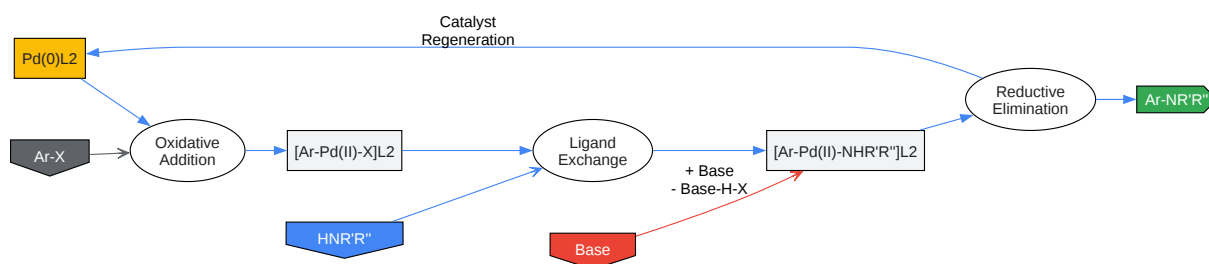 Catalyst
Regeneration
Pd(0)L2
Ar-X
Oxidative
Addition
[Ar-Pd(II)-X]L2
HNR'R"
Ligand
Exchange
+ Base
- Base-H-X
Base
[Ar-Pd(II)-NHR'R"]L2
Reductive
Elimination
Ar-NR'R"